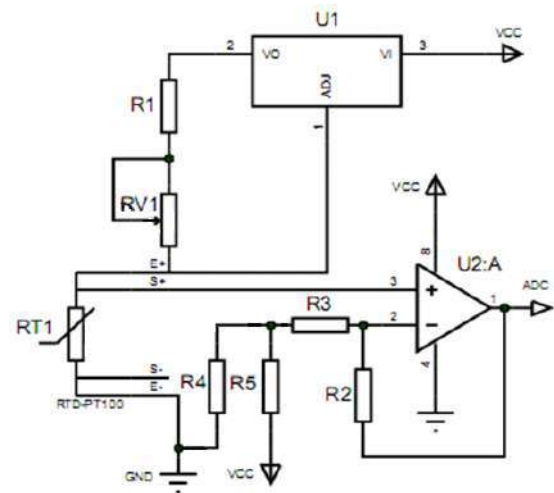 U1
2
VO
VI
3
VCC
ADJ
1
R1
RV1
VCC
E+
S+
8
U2:A
3
+
1
ADC
R3
2
−
RT1
4
S-
E-
R4
R5
R2
RTD-PT100
GND
VCC